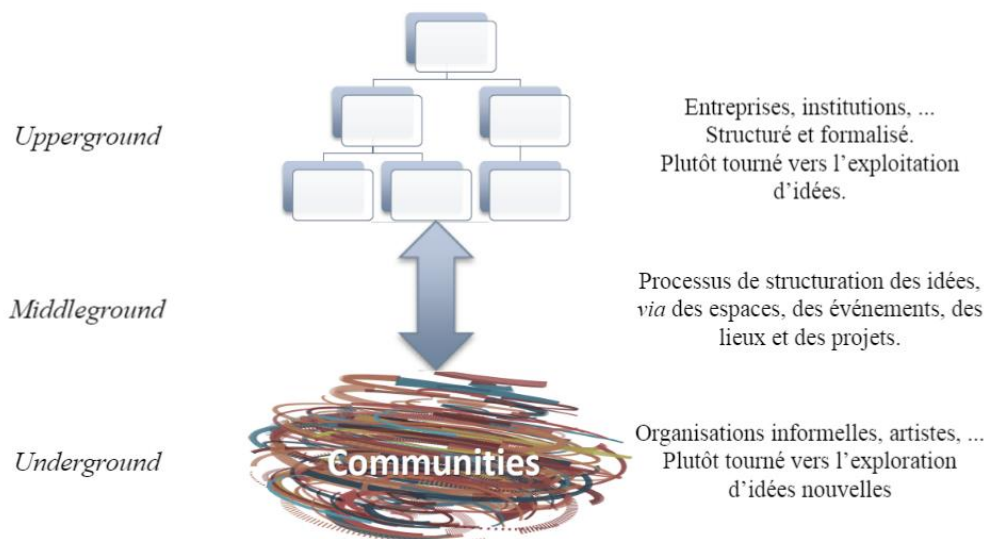 Upperground
Entreprises, institutions, ...
Structuré et formalisé.
Plutôt tourné vers l’exploitation
d’idées.
Middleground
Processus de structuration des idées,
via des espaces, des événements, des
lieux et des projets.
Underground
Communities
Organisations informelles, artistes, ...
Plutôt tourné vers l’exploration
d’idées nouvelles